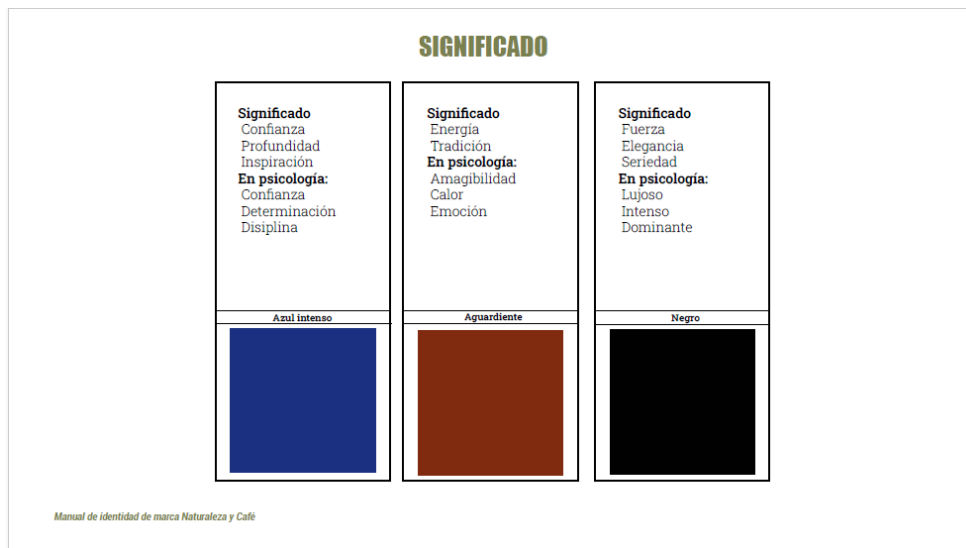 SIGNIFICADO
Significado
Confianza
Profundidad
Inspiración
En psicología:
Confianza
Determinación
Disiplina
Azul intenso
Significado
Energía
Tradición
En psicología:
Amagibilidad
Calor
Emoción
Aguardiente
Significado
Fuerza
Elegancia
Seriedad
En psicología:
Lujoso
Intenso
Dominante
Negro
Manual de identidad de marca Naturaleza y Café